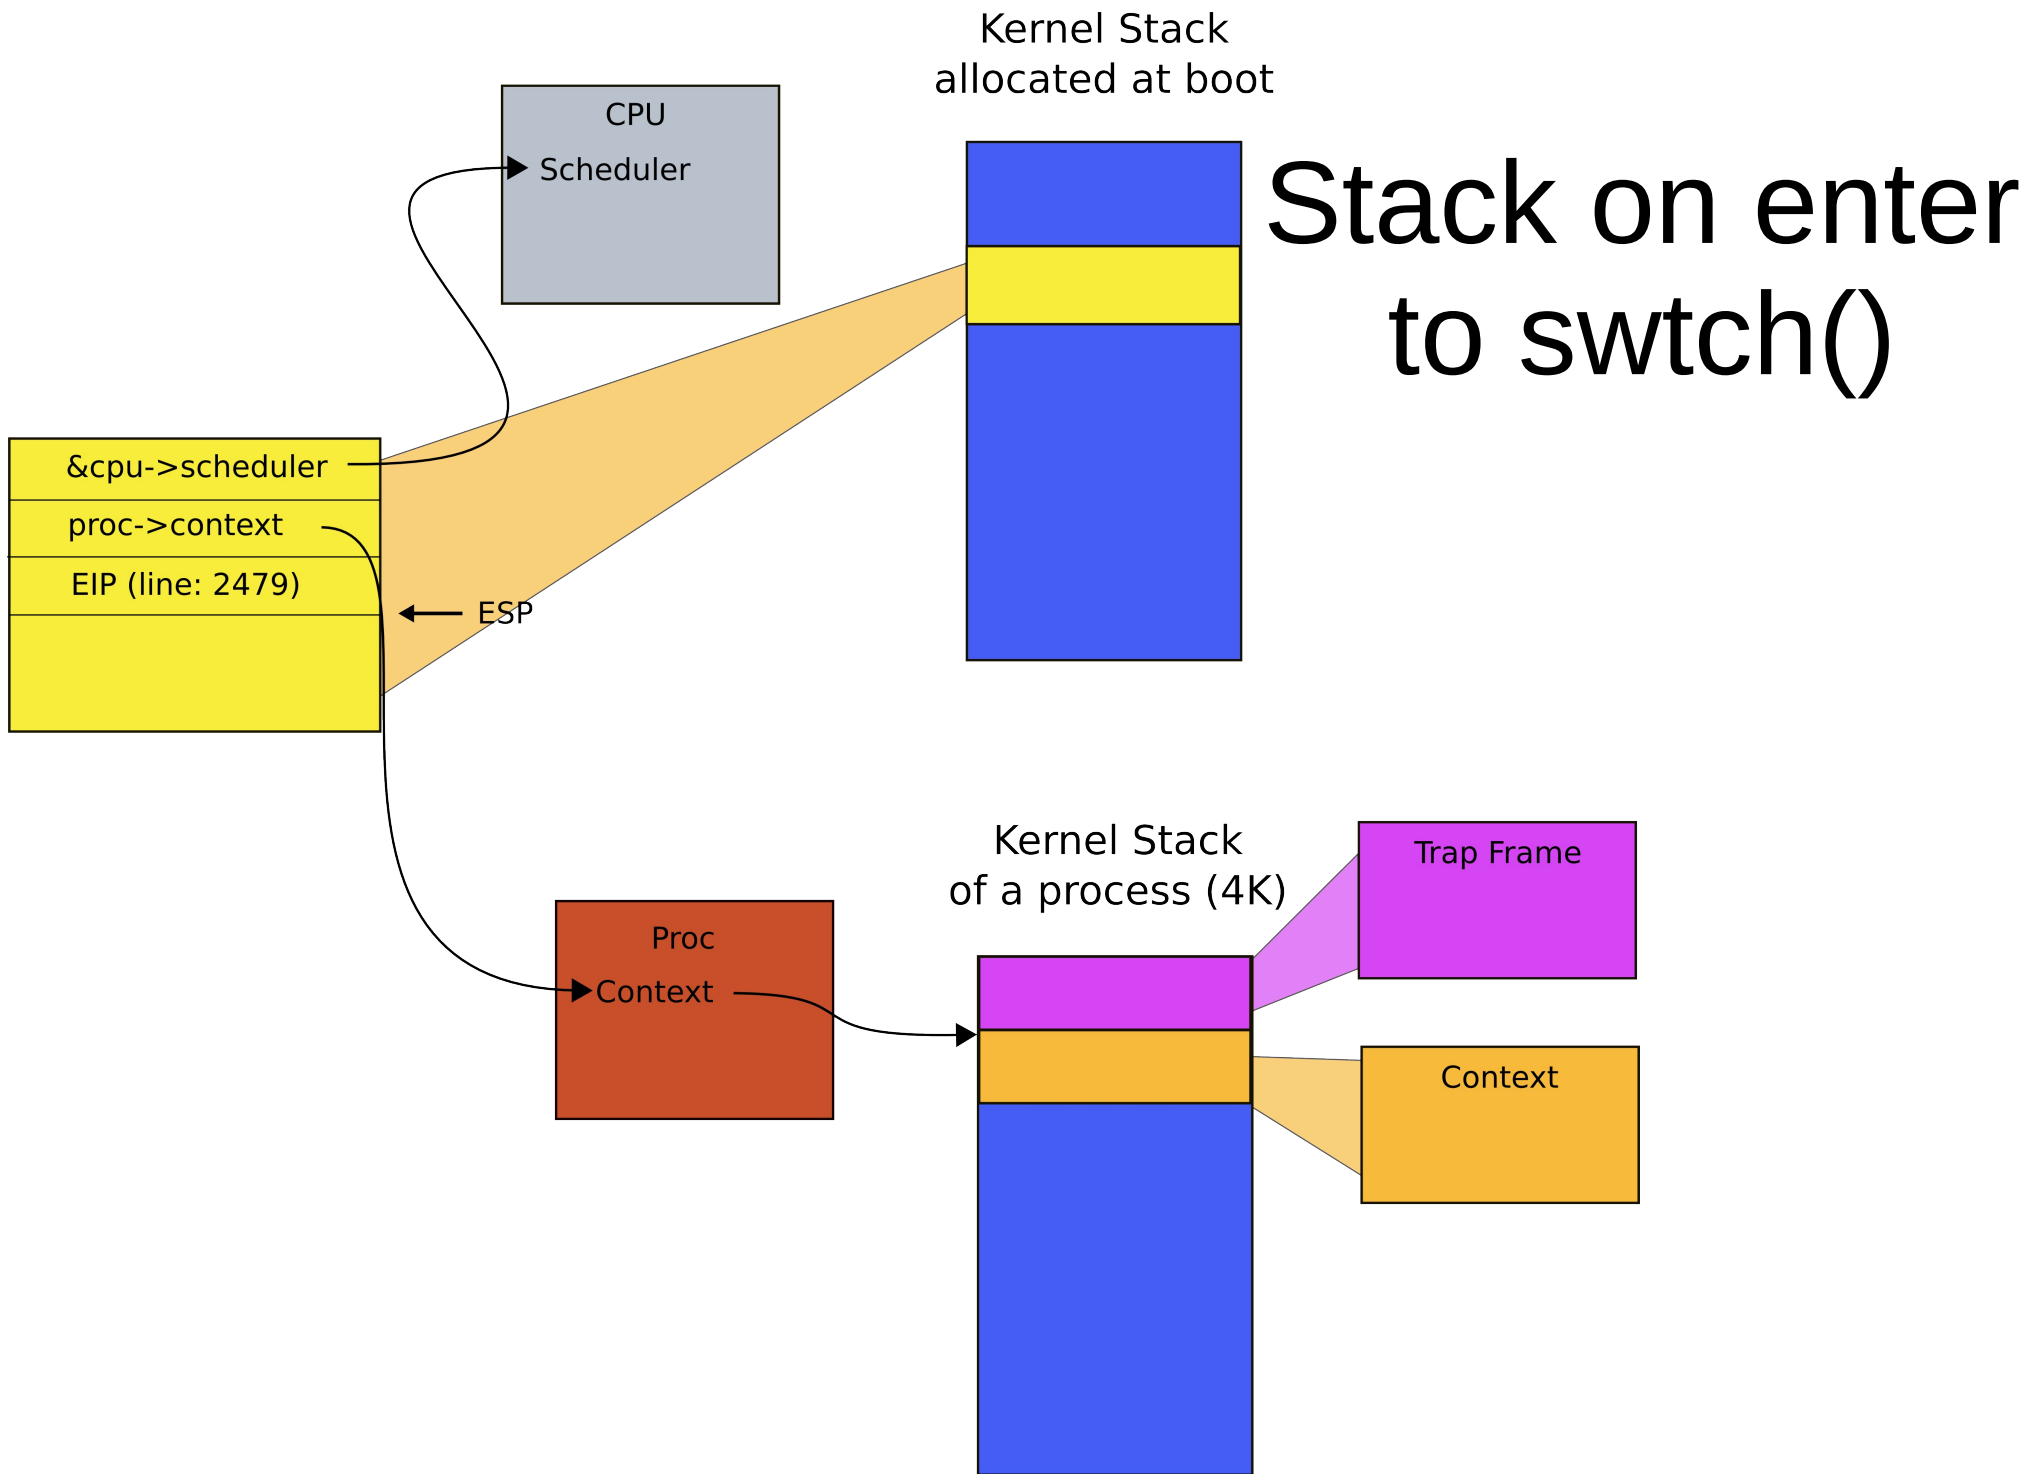 Kernel Stack
allocated at boot
CPU
Scheduler
Stack on enter
to swtch()
&cpu->scheduler
proc->context
EIP (line: 2479)
ESP
Kernel Stack
of a process (4K)
Trap Frame
Proc
Context
Context